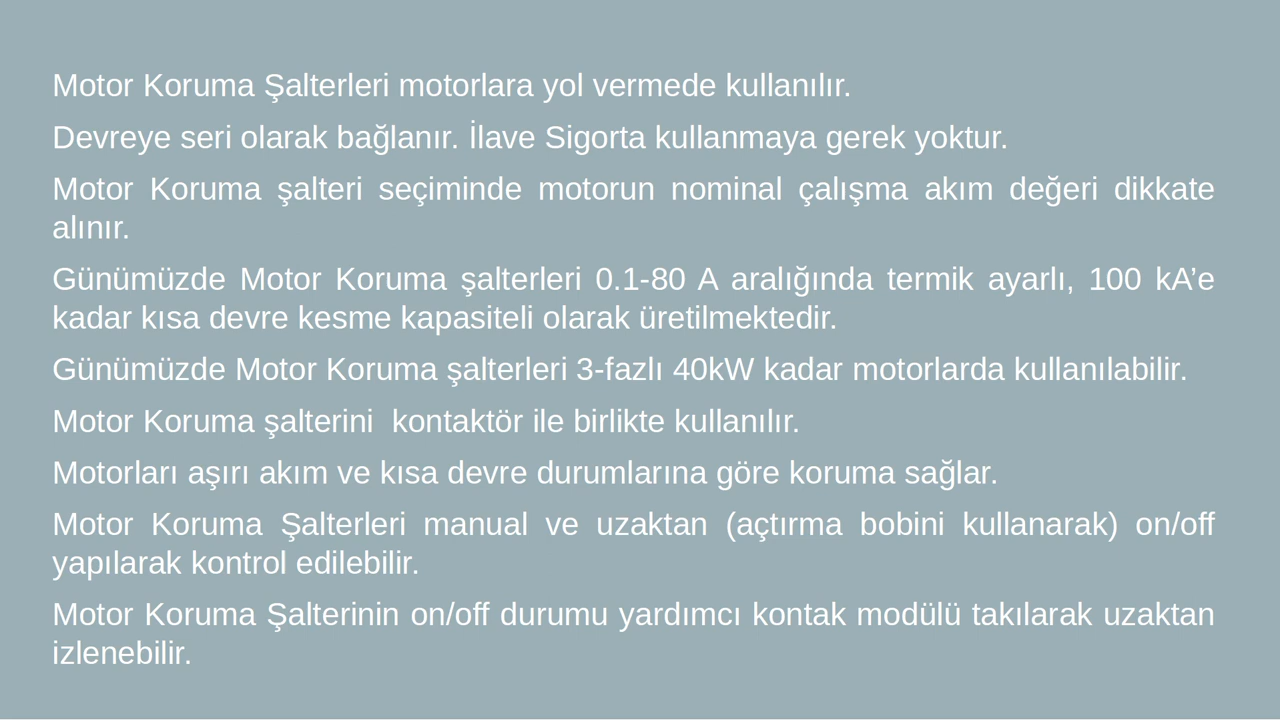 Motor Koruma Şalterleri motorlara yol vermede kullanılır.
Devreye seri olarak bağlanır. İlave Sigorta kullanmaya gerek yoktur.
Motor Koruma şalteri seçiminde motorun nominal çalışma akım değeri dikkate
alınır.
Günümüzde Motor Koruma şalterleri 0.1-80 A aralığında termik ayarlı, 100 kA’e
kadar kısa devre kesme kapasiteli olarak üretilmektedir.
Günümüzde Motor Koruma şalterleri 3-fazlı 40kW kadar motorlarda kullanılabilir.
Motor Koruma şalterini  kontaktör ile birlikte kullanılır.
Motorları aşırı akım ve kısa devre durumlarına göre koruma sağlar.
Motor Koruma Şalterleri manual ve uzaktan (açtırma bobini kullanarak) on/off
yapılarak kontrol edilebilir.
Motor Koruma Şalterinin on/off durumu yardımcı kontak modülü takılarak uzaktan
izlenebilir.